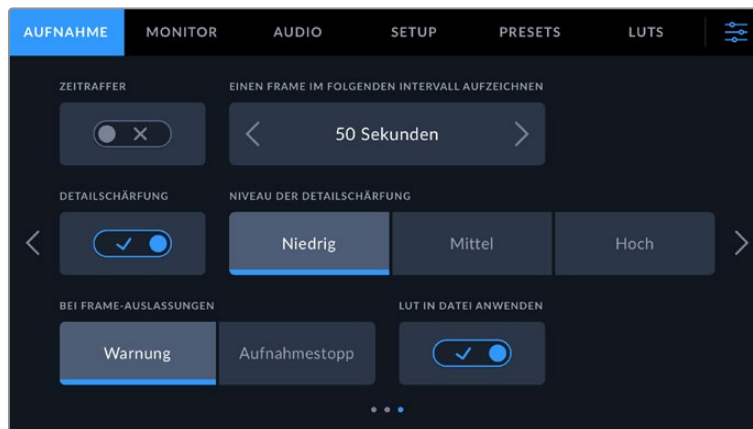 AUFNAHME MONITOR AUDIO SETUP PRESETS LUTS
ZEITRAFFER EINEN FRAME IM FOLGENDEN INTERVALL AUFZEICHNEN
50 Sekunden
DETAILSCHÄRFUNG NIVEAU DER DETAILSCHÄRFUNG
Niedrig Mittel Hoch
BEI FRAME-AUSLASSUNGEN LUT IN DATEI ANWENDEN
Warnung Aufnahmestopp